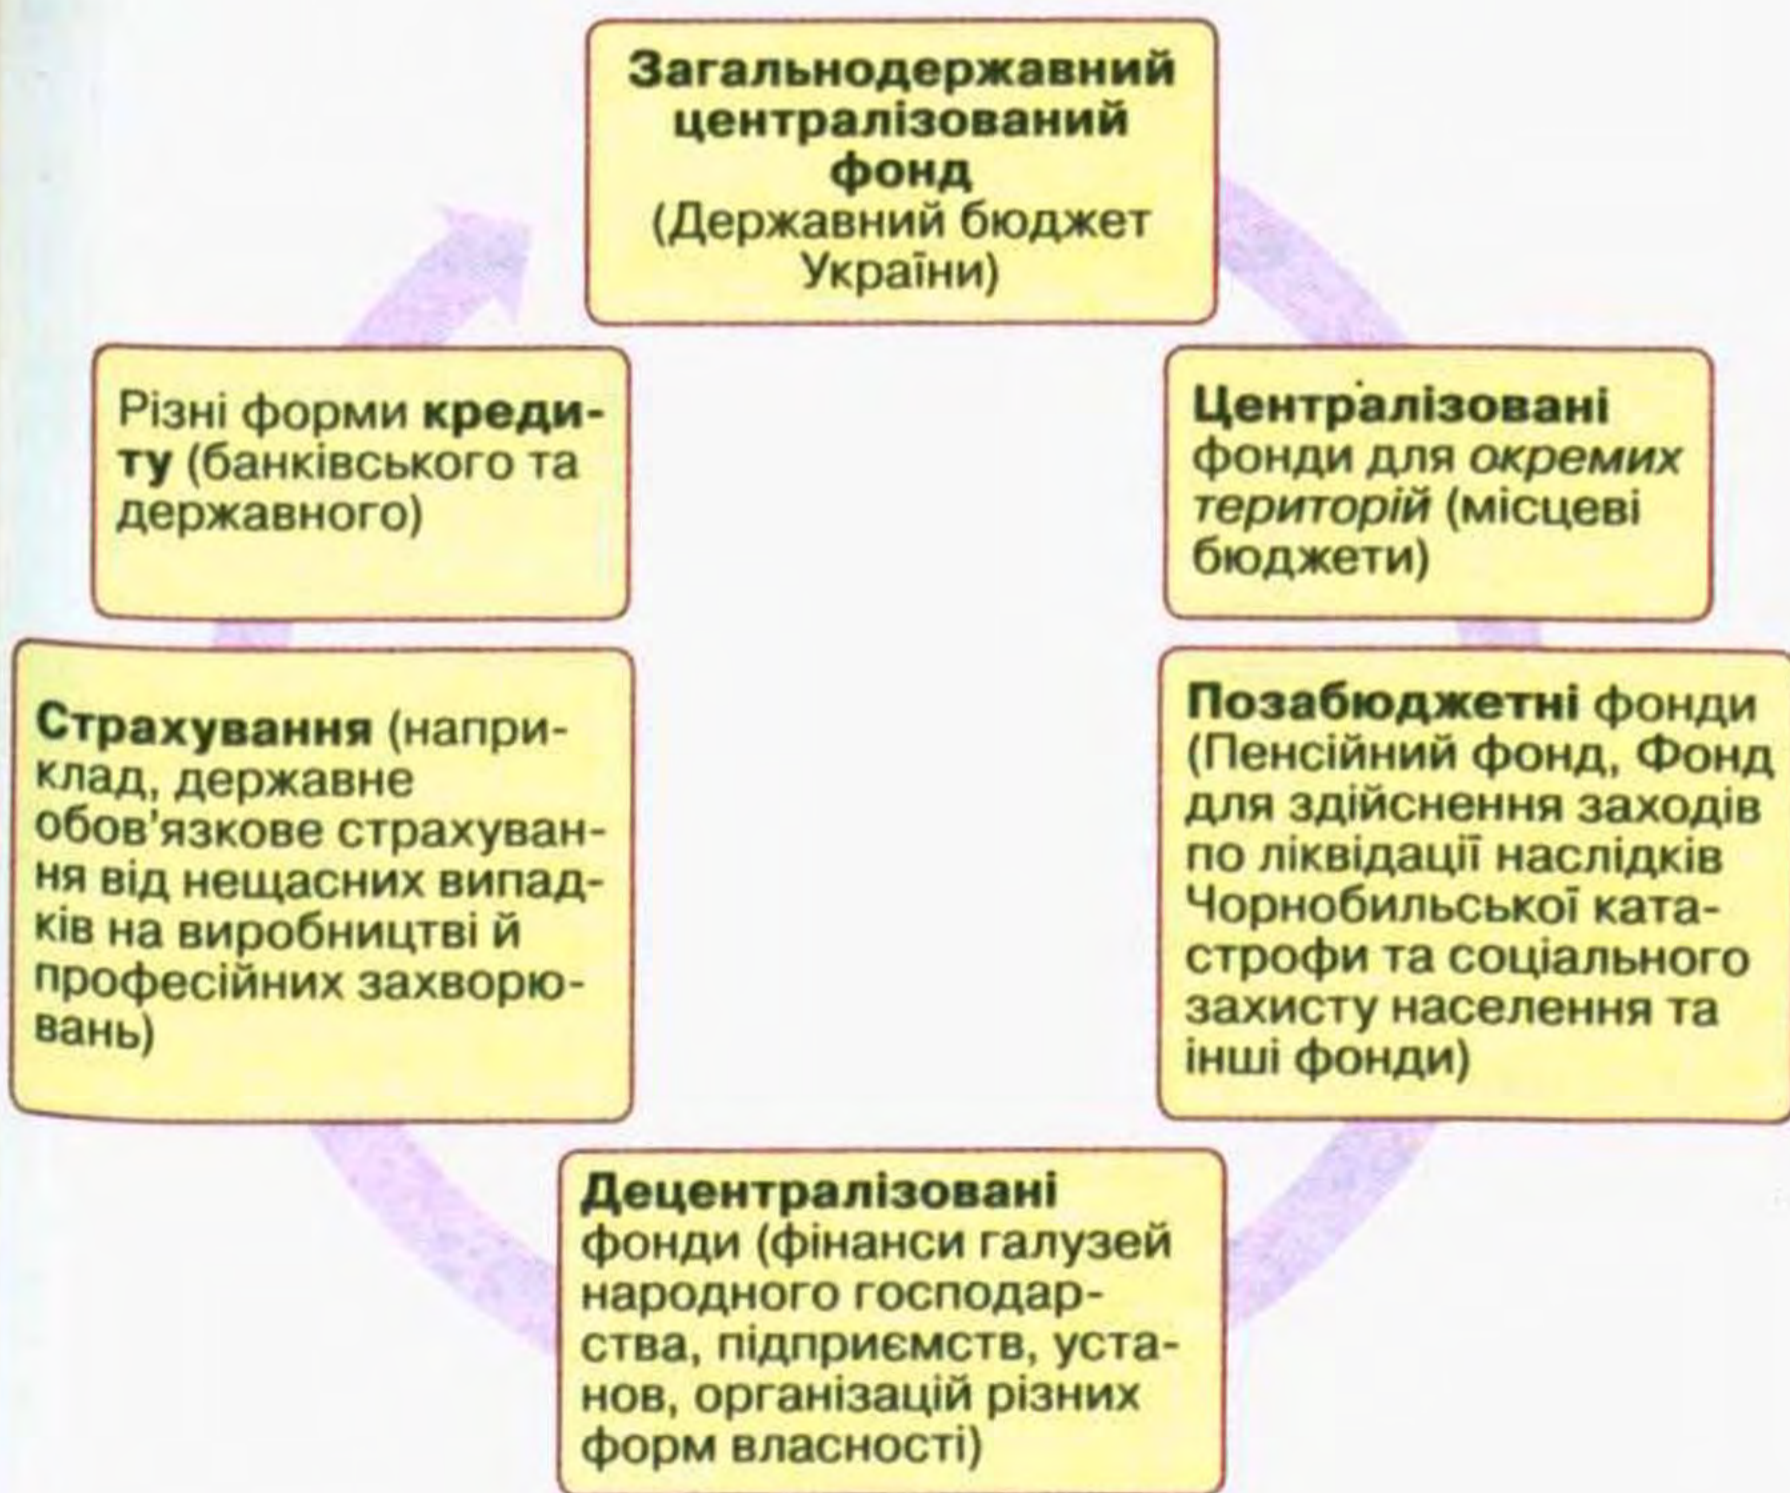 Загальнодержавний
централізований
фонд
(Державний бюджет
України)
Централізовані
фонди для окремих
територій (місцеві
бюджети)
Позабюджетні фонди
(Пенсійний фонд, Фонд
для здійснення заходів
по ліквідації наслідків
Чорнобильської ката-
строфи та соціального
захисту населення та
інші фонди)
Децентралізовані
фонди (фінанси галузей
народного господар-
ства, підприємств, уста-
нов, організацій різних
форм власності)
Страхування (напри-
клад, державне
обов'язкове страхуван-
ня від нещасних випад-
ків на виробництві й
професійних захворю-
вань)
Різні форми креди-
ту (банківського та
державного)